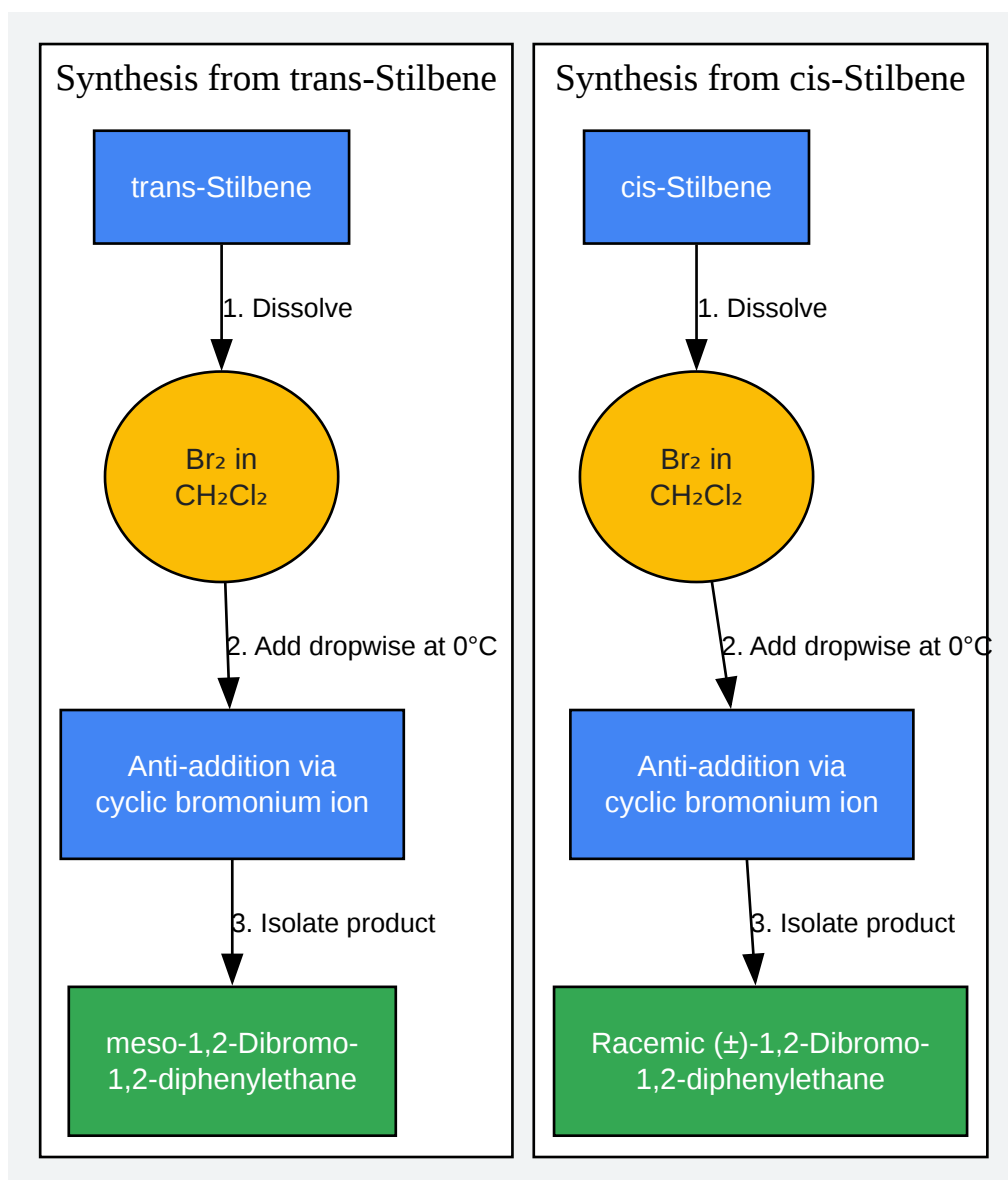 Synthesis from trans-Stilbene
trans-Stilbene
1. Dissolve
Br₂ in
CH₂Cl₂
2. Add dropwise at 0°C
Anti-addition via
cyclic bromonium ion
3. Isolate product
meso-1,2-Dibromo-
1,2-diphenylethane
Synthesis from cis-Stilbene
cis-Stilbene
1. Dissolve
Br₂ in
CH₂Cl₂
2. Add dropwise at 0°C
Anti-addition via
cyclic bromonium ion
3. Isolate product
Racemic (±)-1,2-Dibromo-
1,2-diphenylethane